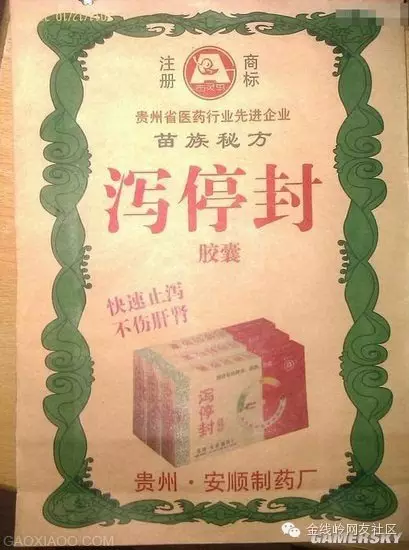 注册 商标
贵州省医药行业先进企业
苗族秘方
泻停封
胶囊
快速止泻
不伤肝肾
泻停封
贵州·安顺制药厂
金线岭网友社区
GAOXIAOO.COM
GAMERSKY